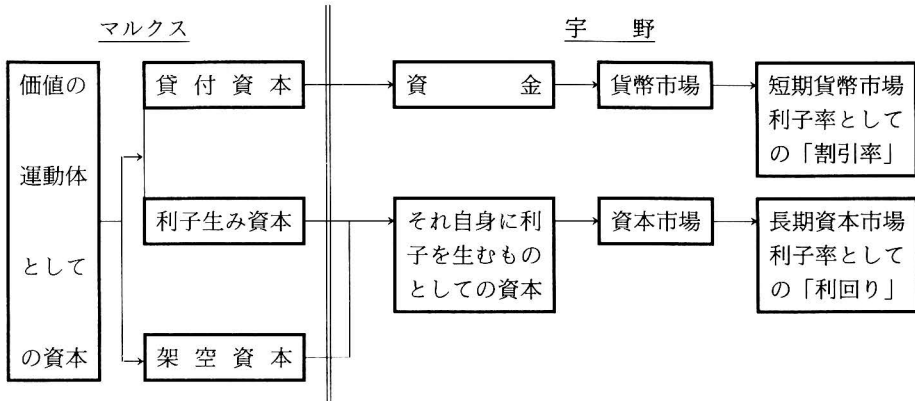 マルクス
宇野
価値の
運動体
として
の資本
貸付資本
利子生み資本
架空資本
資金
貨幣市場
短期貨幣市場
利子率として
の「割引率」
それ自身に利
子を生むもの
としての資本
資本市場
長期資本市場
利子率として
の「利回り」